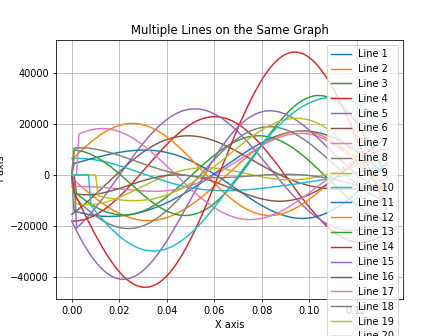 Multiple Lines on the Same Graph
40000
20000
0
−20000
−40000
0.00
0.02
0.04
0.06
0.08
0.10
X axis
Line 1
Line 2
Line 3
Line 4
Line 5
Line 6
Line 7
Line 8
Line 9
Line 10
Line 11
Line 12
Line 13
Line 14
Line 15
Line 16
Line 17
Line 18
Line 19
Line 20